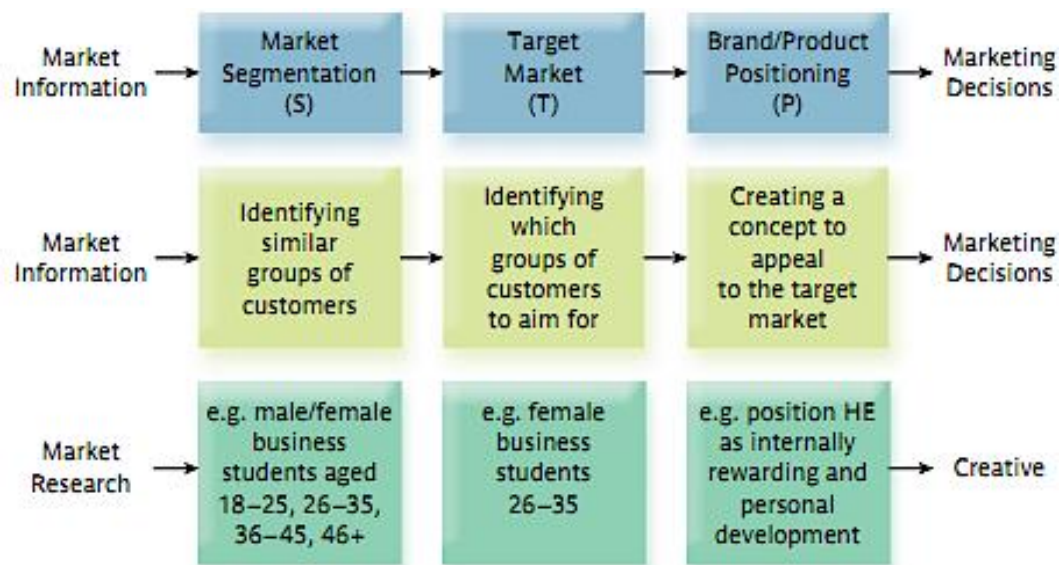 Market
Information
Market
Segmentation
(S)
Target
Market
(T)
Brand/Product
Positioning
(P)
Marketing
Decisions
Market
Information
Identifying
similar
groups of
customers
Identifying
which
groups of
customers
to aim for
Creating a
concept to
appeal
to the target
market
Marketing
Decisions
Market
Research
e.g. male/female
business
students aged
18–25, 26–35,
36–45, 46+
e.g. female
business
students
26–35
e.g. position HE
as internally
rewarding and
personal
development
Creative